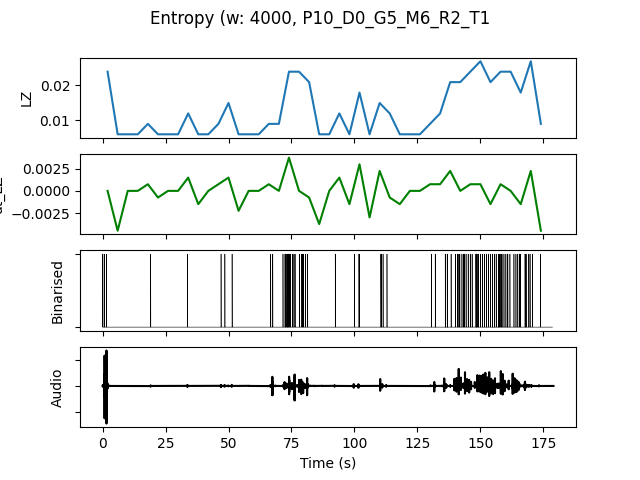 Entropy (w: 4000, P10_D0_G5_M6_R2_T1
LZ
0.02
0.01
0.0025
0.0000
−0.0025
Binarised
Audio
0 25 50 75 100 125 150 175
Time (s)